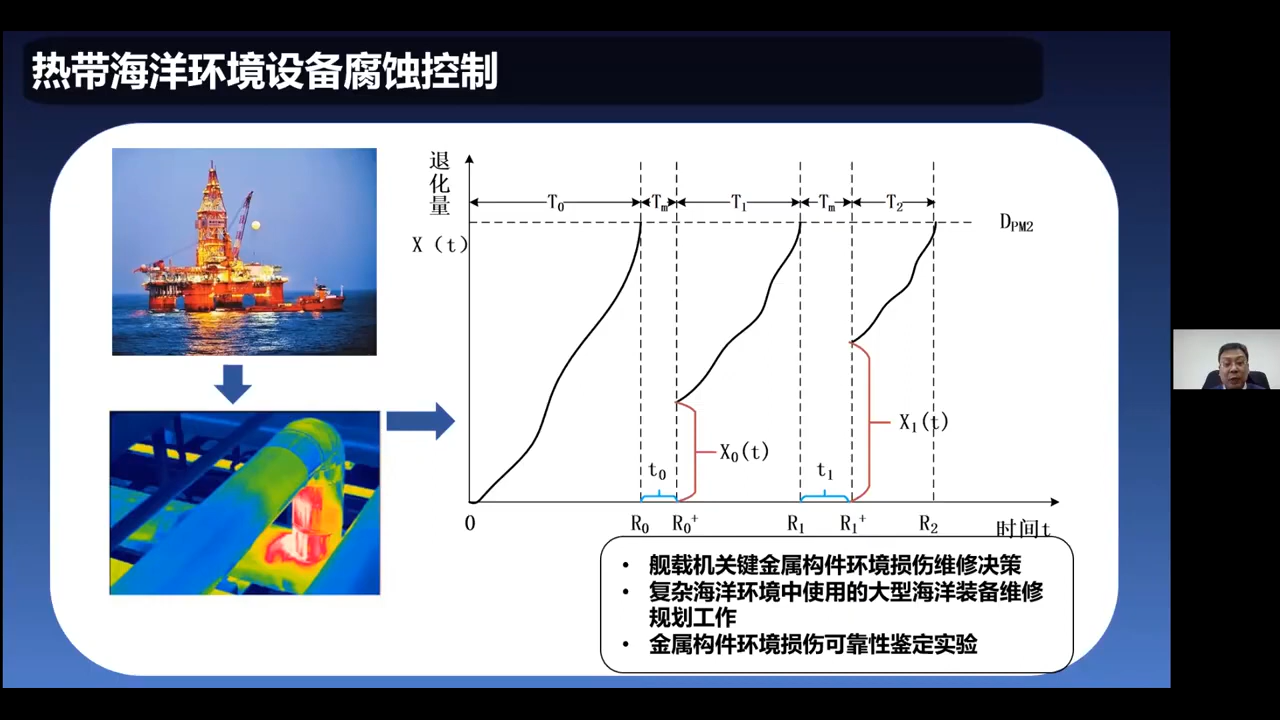 热带海洋环境设备腐蚀控制
退化量
X（t）
T₀
Tₘ
T₁
Tₘ
T₂
D_PM2
X₁(t)
X₀(t)
t₀
t₁
0
R₀
R₀⁺
R₁
R₁⁺
R₂
时间t
• 舰载机关键金属构件环境损伤维修决策
• 复杂海洋环境中使用的大型海洋装备维修
规划工作
• 金属构件环境损伤可靠性鉴定实验